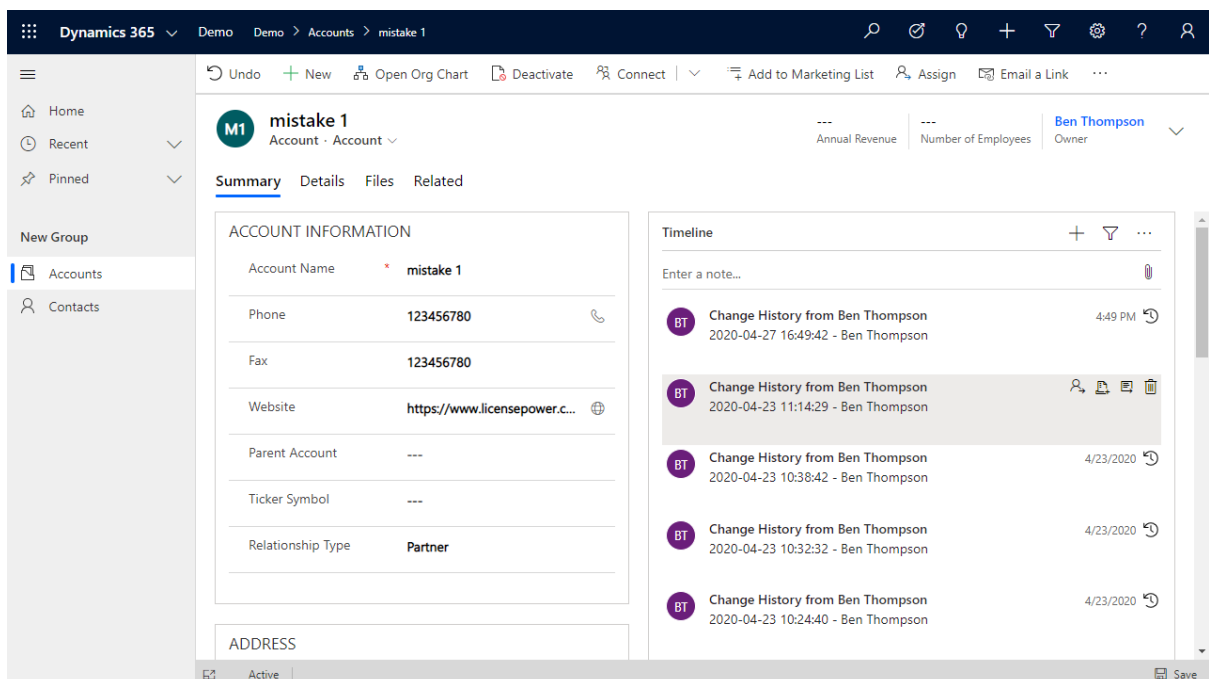 Dynamics 365 Demo Demo > Accounts > mistake 1
Undo New Open Org Chart Deactivate Connect Add to Marketing List Assign Email a Link ...
Home
Recent
Pinned
New Group
Accounts
Contacts
M1
mistake 1
Account · Account
---
Annual Revenue
---
Number of Employees
Ben Thompson
Owner
Summary Details Files Related
ACCOUNT INFORMATION
Account Name * mistake 1
Phone 123456780
Fax 123456780
Website https://www.licensepower.c...
Parent Account ---
Ticker Symbol ---
Relationship Type Partner
ADDRESS
Timeline
Enter a note...
BT
Change History from Ben Thompson 4:49 PM
2020-04-27 16:49:42 - Ben Thompson
BT
Change History from Ben Thompson
2020-04-23 11:14:29 - Ben Thompson
BT
Change History from Ben Thompson 4/23/2020
2020-04-23 10:38:42 - Ben Thompson
BT
Change History from Ben Thompson 4/23/2020
2020-04-23 10:32:32 - Ben Thompson
BT
Change History from Ben Thompson 4/23/2020
2020-04-23 10:24:40 - Ben Thompson
Active Save